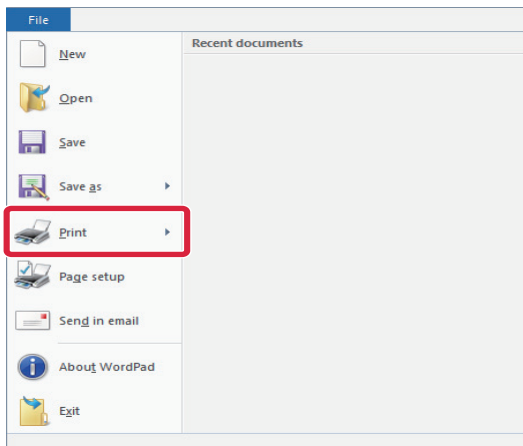 File
Recent documents
New
Open
Save
Save as
Print
Page setup
Send in email
About WordPad
Exit